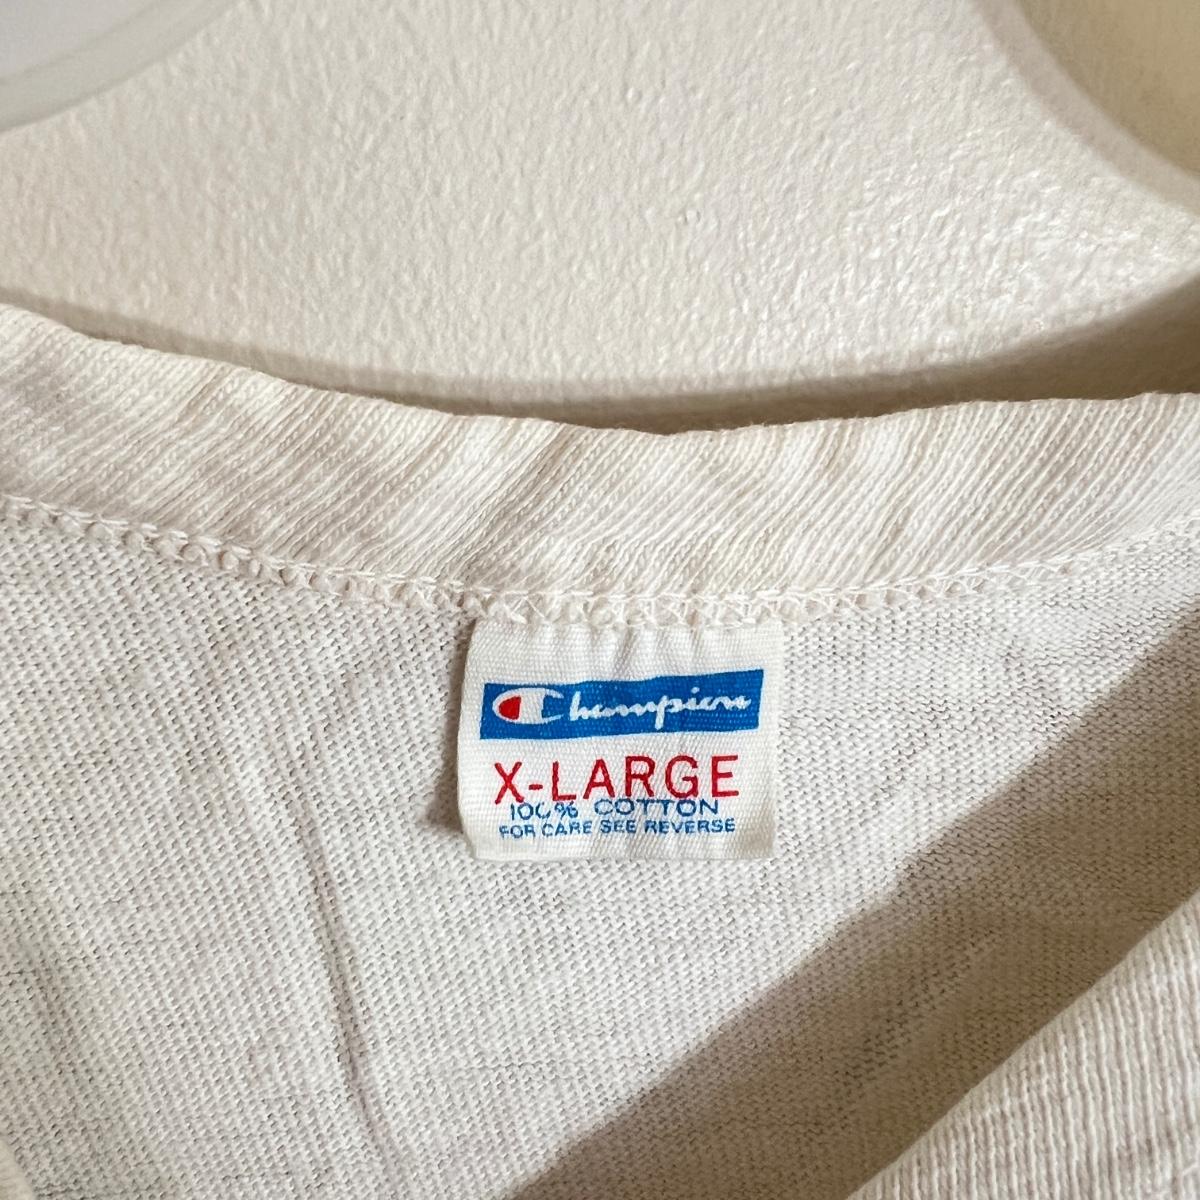 Champion
X-LARGE
100% COTTON
FOR CARE SEE REVERSE